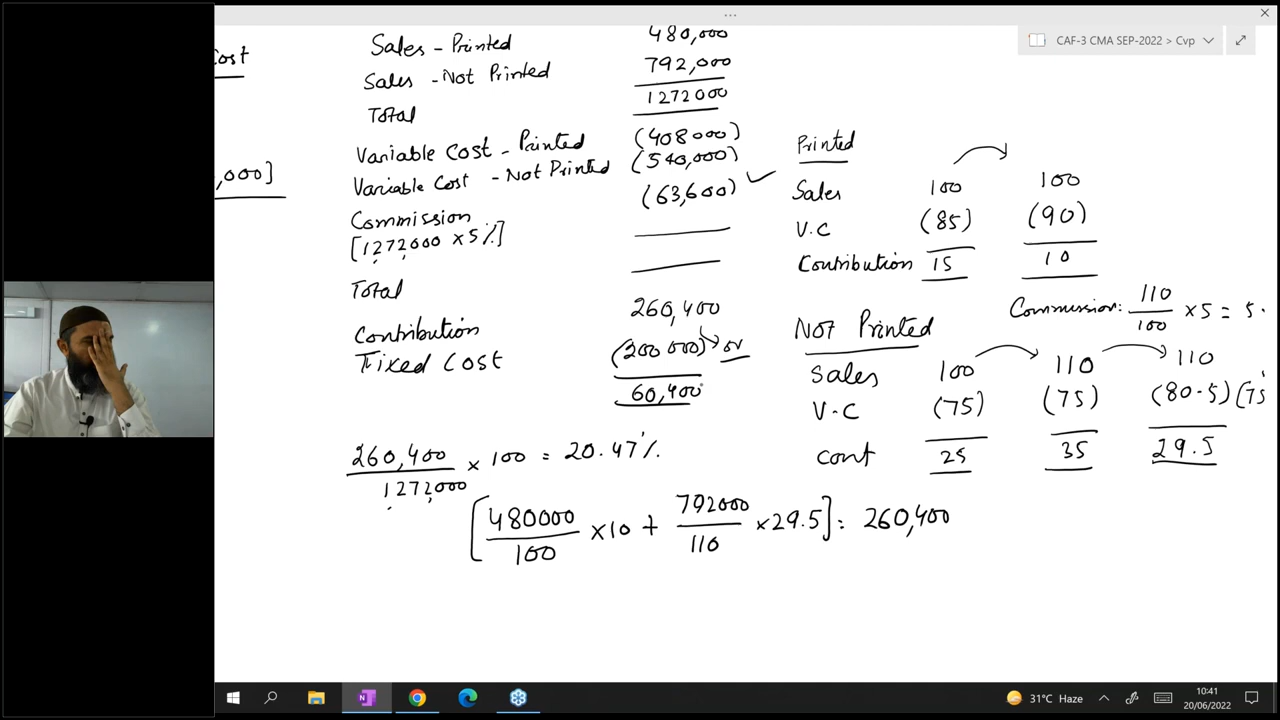 CAF-3 CMA SEP-2022 > Cvp
Cost
,000]
Sales - Printed 480,000
Sales - Not Printed 792,000
Total 1272000
Variable Cost - Printed (408000)
Variable Cost - Not Printed (540,000)
Commission (63,600)
[1272000 x 5%]
Total
Contribution 260,400
Fixed Cost (200000) or
60,400
260,400 / 1272000 x 100 = 20.47%
[480000 / 100 x 10 + 792000 / 110 x 29.5] = 260,400
Printed
Sales 100 100
V.C (85) (90)
Contribution 15 10
Commission: 110 / 100 x 5 = 5.
Not Printed
Sales 100 110 110
V.C (75) (75) (80.5) (75
Cont 25 35 29.5
31°C Haze
10:41
20/06/2022